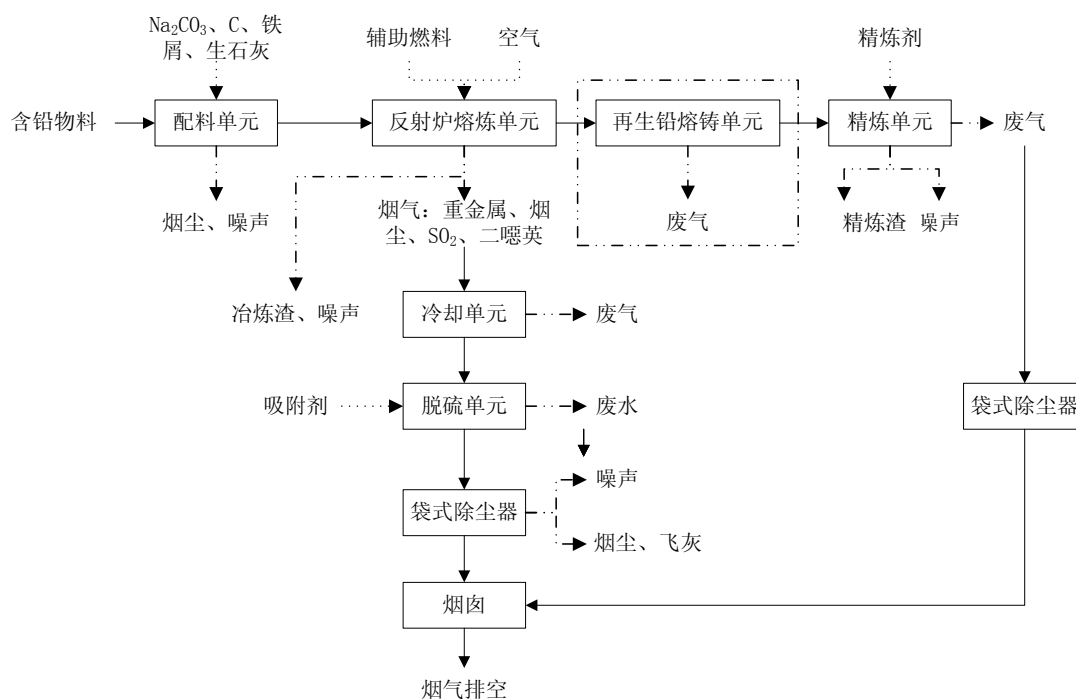 Na₂CO₃、C、铁
屑、生石灰
辅助燃料
空气
精炼剂
含铅物料
配料单元
反射炉熔炼单元
再生铅熔铸单元
精炼单元
废气
烟尘、噪声
烟气：重金属、烟
尘、SO₂、二噁英
废气
精炼渣
噪声
冶炼渣、噪声
冷却单元
废气
吸附剂
脱硫单元
废水
袋式除尘器
噪声
袋式除尘器
烟尘、飞灰
烟囱
烟气排空